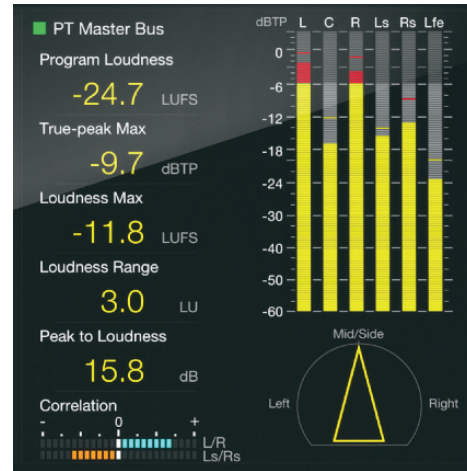 PT Master Bus
Program Loudness
-24.7 LUFS
True-peak Max
-9.7 dBTP
Loudness Max
-11.8 LUFS
Loudness Range
3.0 LU
Peak to Loudness
15.8 dB
Correlation
- 0 +
L/R
Ls/Rs
dBTP L C R Ls Rs Lfe
0
-6
-12
-18
-24
-30
-40
-50
-60
Mid/Side
Left Right